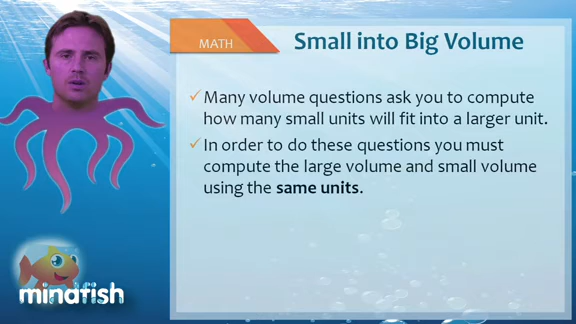 MATH
Small into Big Volume
✓Many volume questions ask you to compute
how many small units will fit into a larger unit.
✓In order to do these questions you must
compute the large volume and small volume
using the same units.
minafish